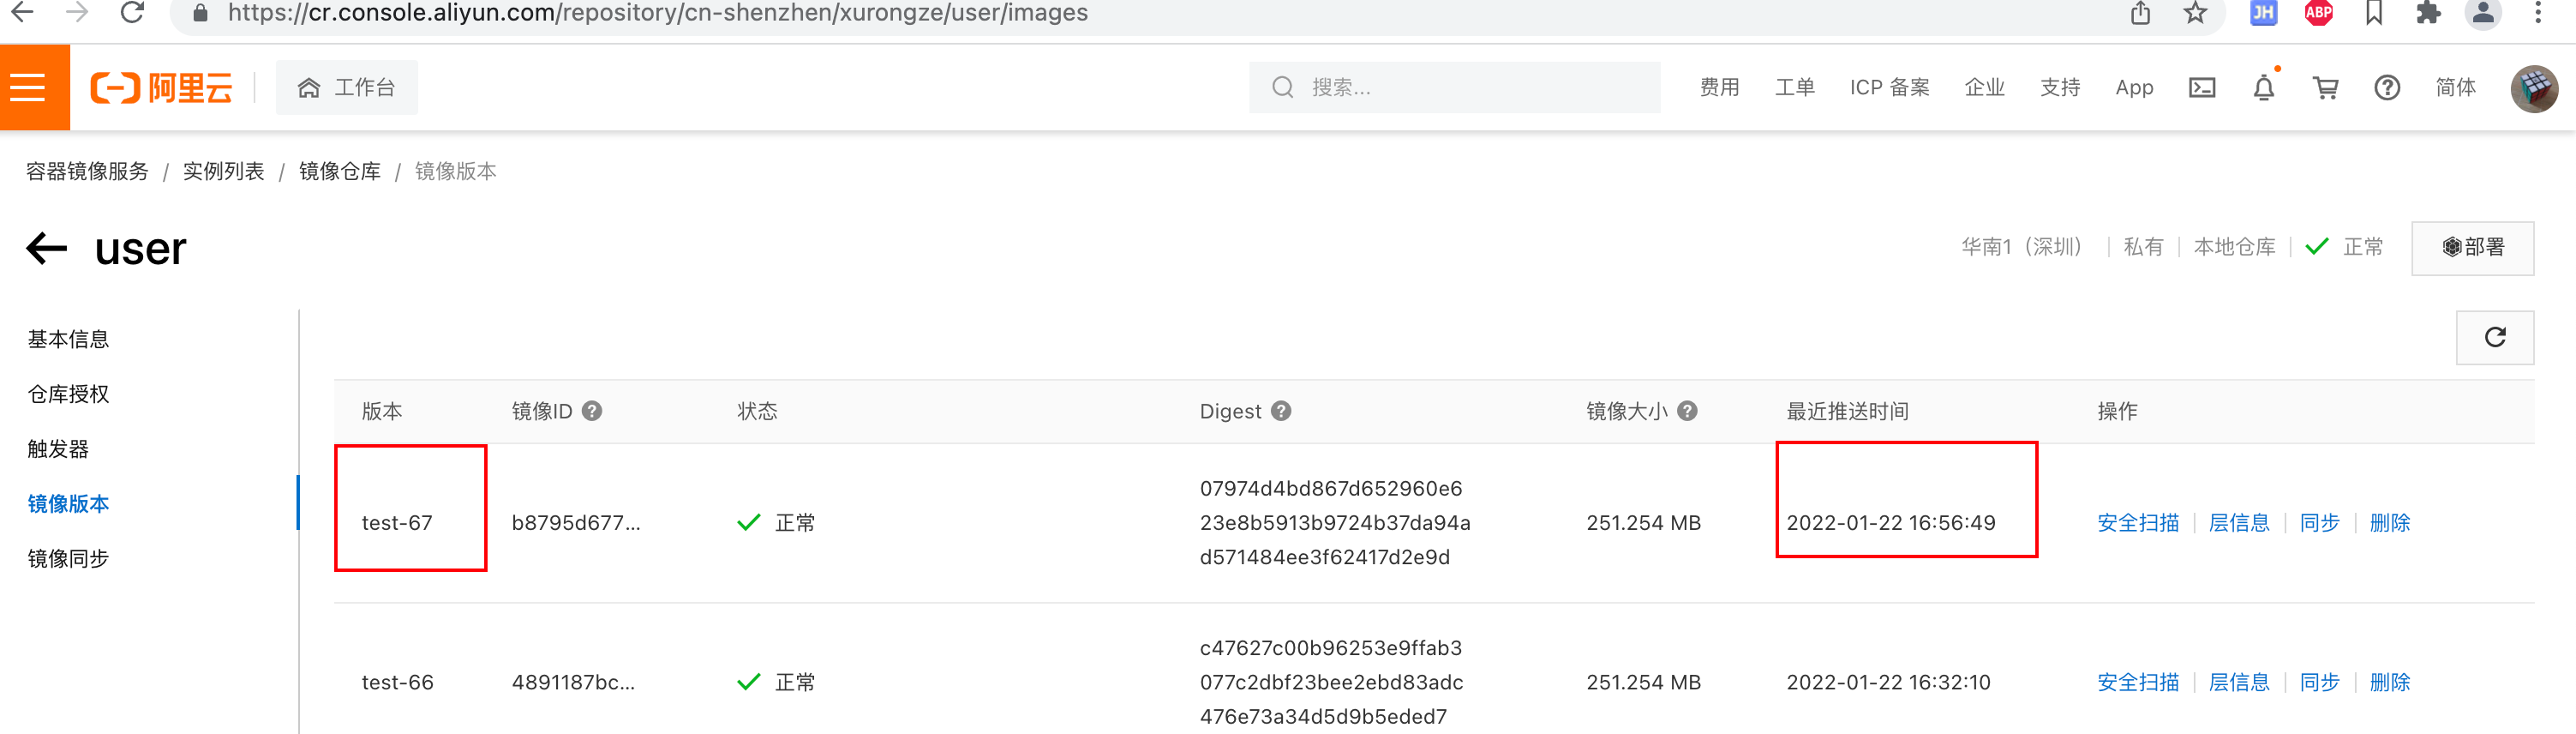 https://cr.console.aliyun.com/repository/cn-shenzhen/xurongze/user/images
JH
ABP
阿里云
工作台
搜索...
费用
工单
ICP 备案
企业
支持
App
简体
容器镜像服务 / 实例列表 / 镜像仓库 / 镜像版本
user
华南1（深圳）
私有
本地仓库
正常
部署
基本信息
仓库授权
触发器
镜像版本
镜像同步
版本
镜像ID
状态
Digest
镜像大小
最近推送时间
操作
test-67
b8795d677...
正常
07974d4bd867d652960e6
23e8b5913b9724b37da94a
d571484ee3f62417d2e9d
251.254 MB
2022-01-22 16:56:49
安全扫描
层信息
同步
删除
test-66
4891187bc...
正常
c47627c00b96253e9ffab3
077c2dbf23bee2ebd83adc
476e73a34d5d9b5eded7
251.254 MB
2022-01-22 16:32:10
安全扫描
层信息
同步
删除